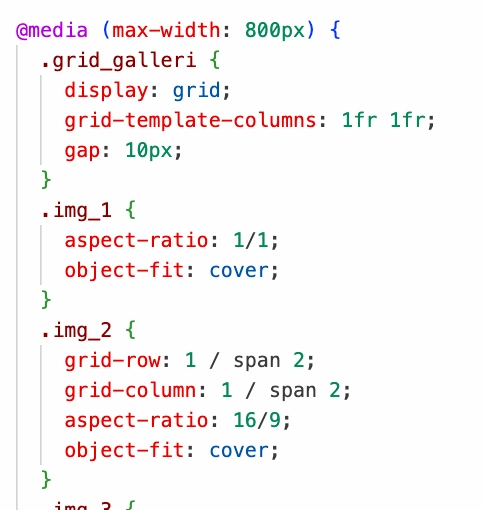 @media (max-width: 800px) {
.grid_galleri {
display: grid;
grid-template-columns: 1fr 1fr;
gap: 10px;
}
.img_1 {
aspect-ratio: 1/1;
object-fit: cover;
}
.img_2 {
grid-row: 1 / span 2;
grid-column: 1 / span 2;
aspect-ratio: 16/9;
object-fit: cover;
}
.img_3 {